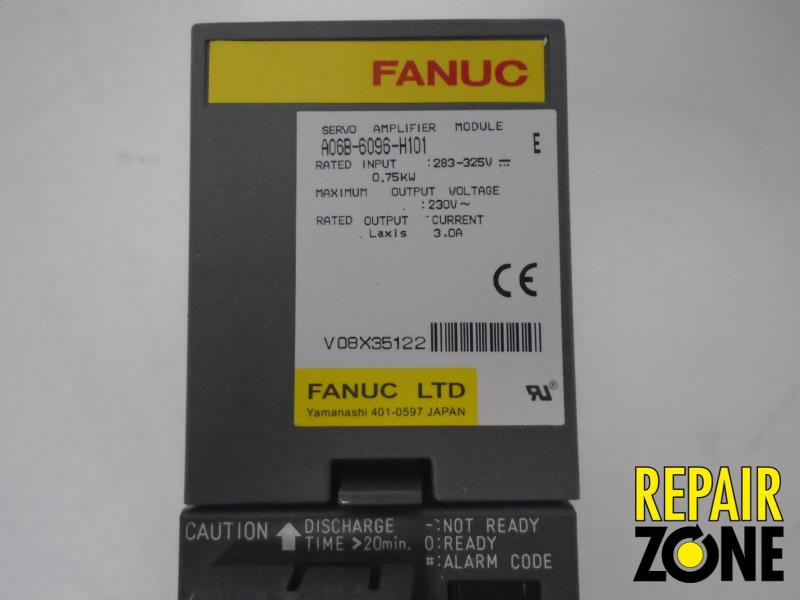 FANUC
SERVO AMPLIFIER MODULE
A06B-6096-H101 E
RATED INPUT :283-325V ⎓
0.75KW
MAXIMUM OUTPUT VOLTAGE
:230V~
RATED OUTPUT CURRENT
Laxis 3.0A
CE
V08X35122
FANUC LTD
Yamanashi 401-0597 JAPAN
RU®
CAUTION ↑ DISCHARGE TIME >20min.
-:NOT READY
0:READY
#:ALARM CODE
REPAIR
ZONE